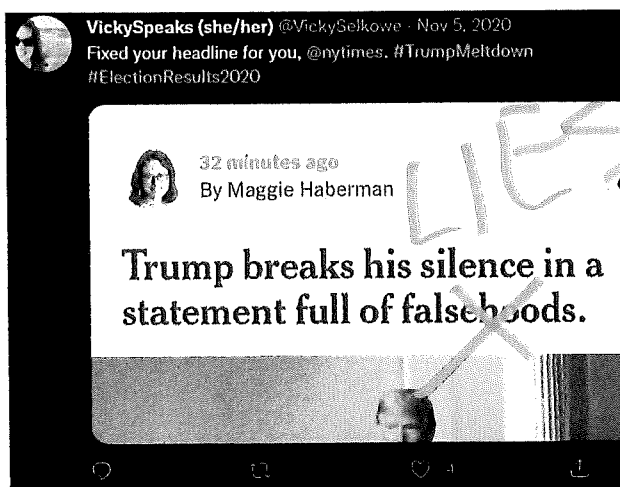 VickySpeaks (she/her) @VickySelkowe · Nov 5, 2020
Fixed your headline for you, @nytimes. #TrumpMeltdown
#ElectionResults2020
32 minutes ago
By Maggie Haberman
LIES
Trump breaks his silence in a
statement full of falsehoods.
4